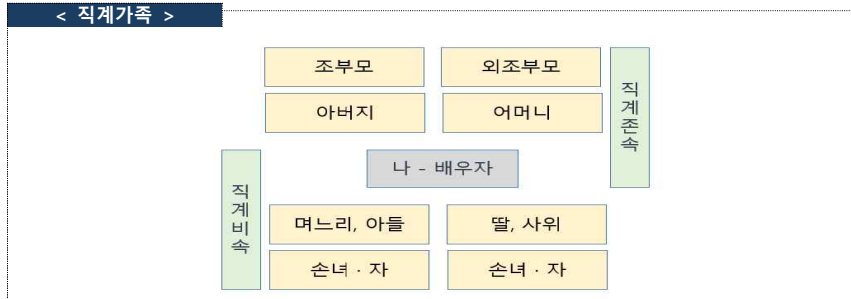 < 직계가족 >
조부모 외조부모
아버지 어머니
직계존속
나 - 배우자
직계비속
며느리, 아들 딸, 사위
손녀 · 자 손녀 · 자